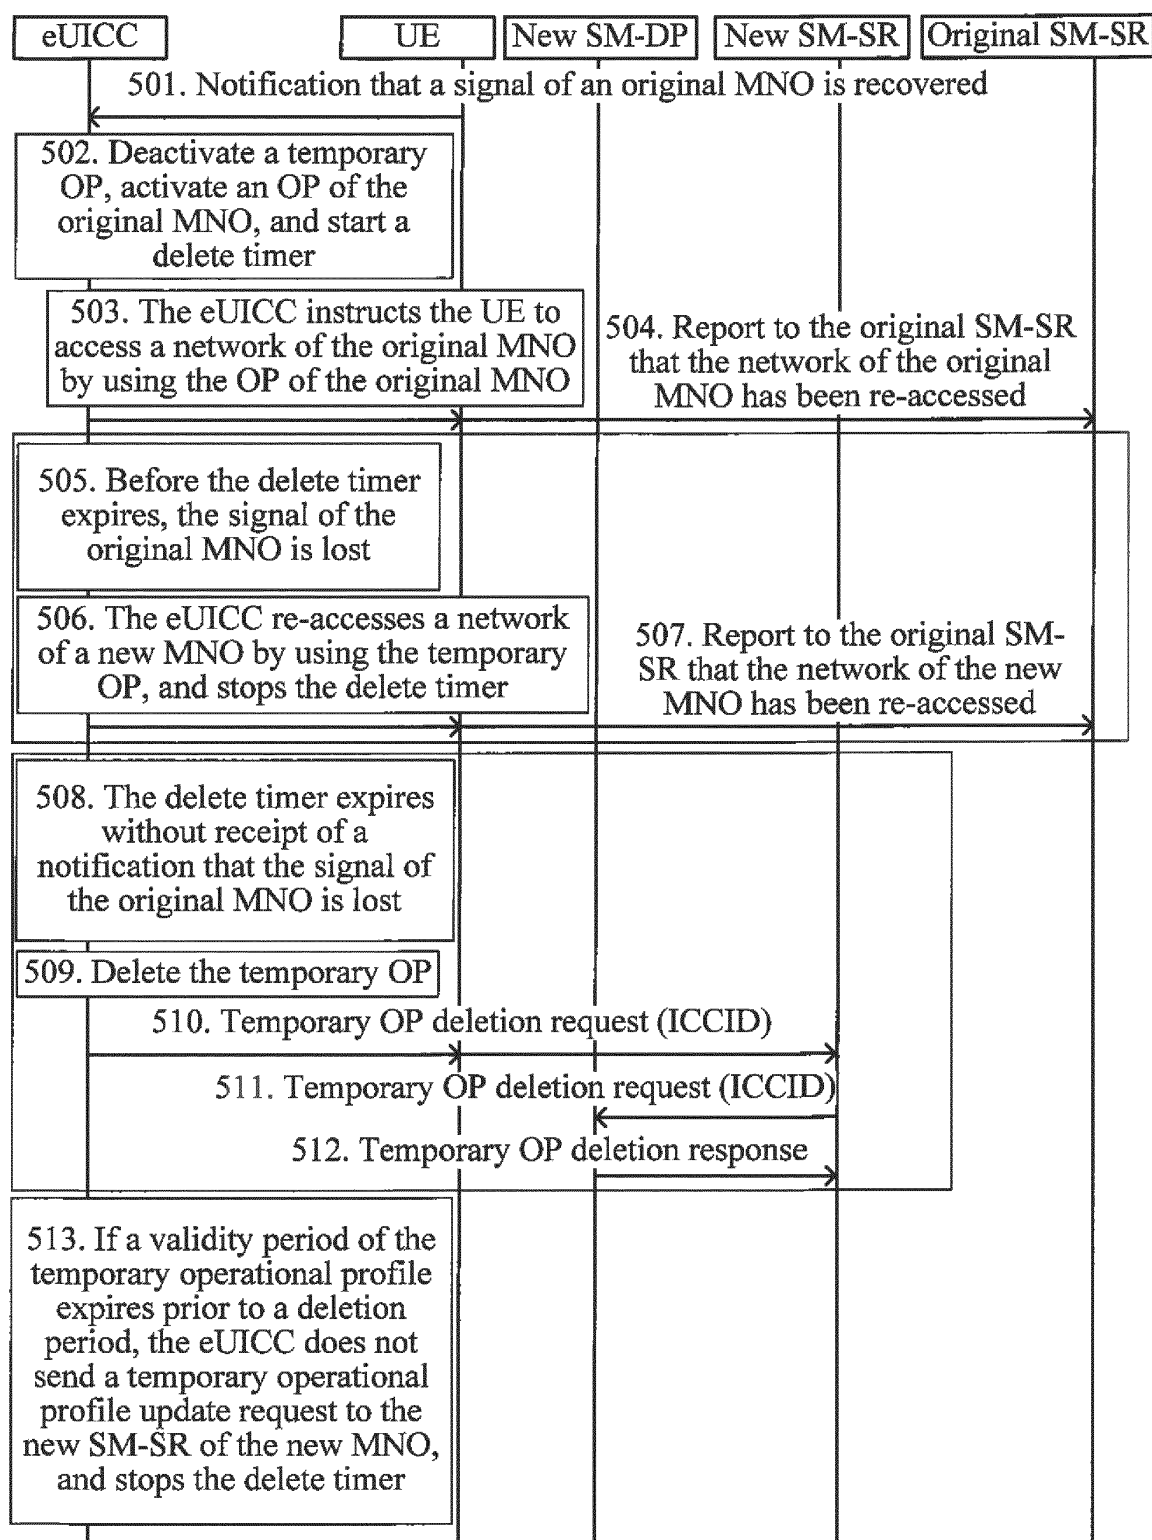 eUICC
UE
New SM-DP
New SM-SR
Original SM-SR
501. Notification that a signal of an original MNO is recovered
502. Deactivate a temporary
OP, activate an OP of the
original MNO, and start a
delete timer
503. The eUICC instructs the UE to
access a network of the original MNO
by using the OP of the original MNO
504. Report to the original SM-SR
that the network of the original
MNO has been re-accessed
505. Before the delete timer
expires, the signal of the
original MNO is lost
506. The eUICC re-accesses a network
of a new MNO by using the temporary
OP, and stops the delete timer
507. Report to the original SM-
SR that the network of the new
MNO has been re-accessed
508. The delete timer expires
without receipt of a
notification that the signal of
the original MNO is lost
509. Delete the temporary OP
510. Temporary OP deletion request (ICCID)
511. Temporary OP deletion request (ICCID)
512. Temporary OP deletion response
513. If a validity period of the
temporary operational profile
expires prior to a deletion
period, the eUICC does not
send a temporary operational
profile update request to the
new SM-SR of the new MNO,
and stops the delete timer